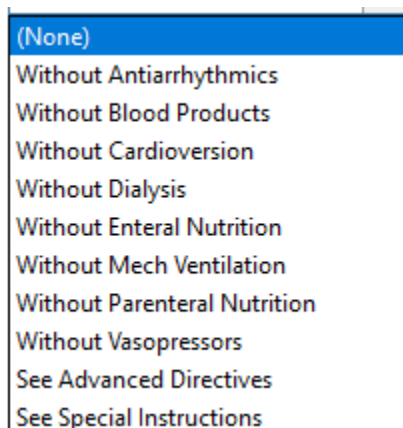 (None)
Without Antiarrhythmics
Without Blood Products
Without Cardioversion
Without Dialysis
Without Enteral Nutrition
Without Mech Ventilation
Without Parenteral Nutrition
Without Vasopressors
See Advanced Directives
See Special Instructions